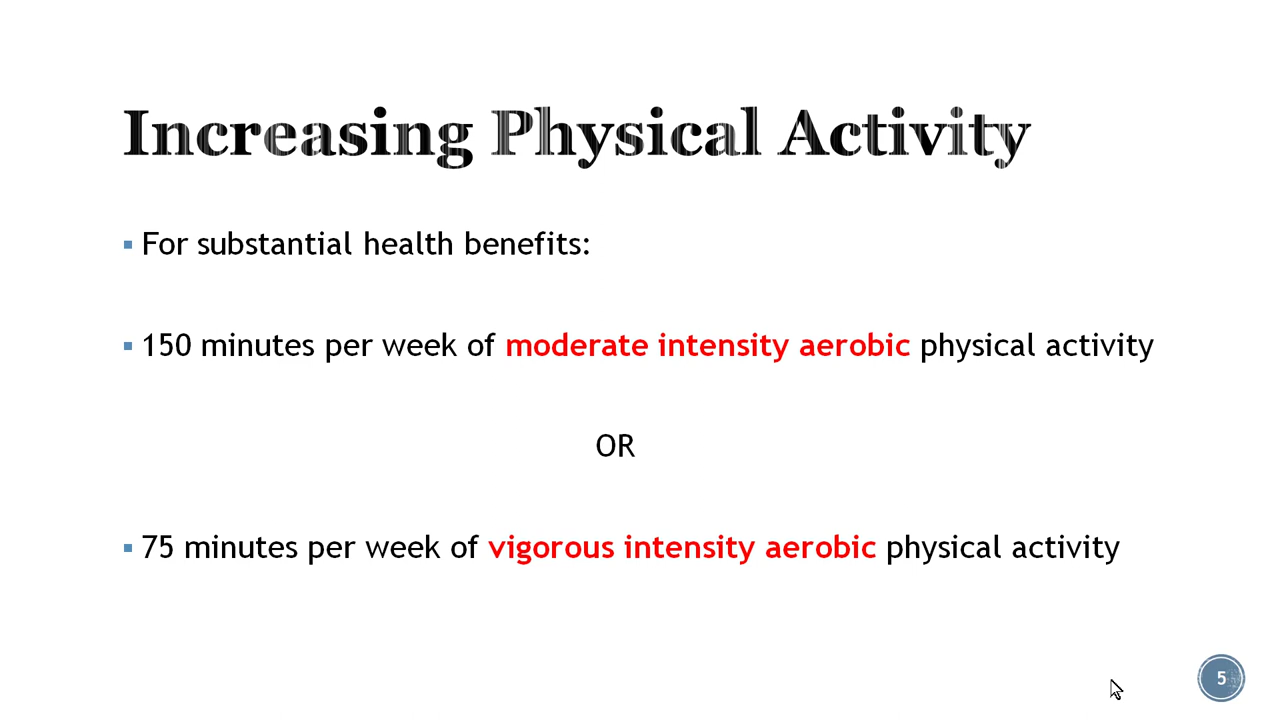 Increasing Physical Activity
▪ For substantial health benefits:
▪ 150 minutes per week of moderate intensity aerobic physical activity
OR
▪ 75 minutes per week of vigorous intensity aerobic physical activity
5